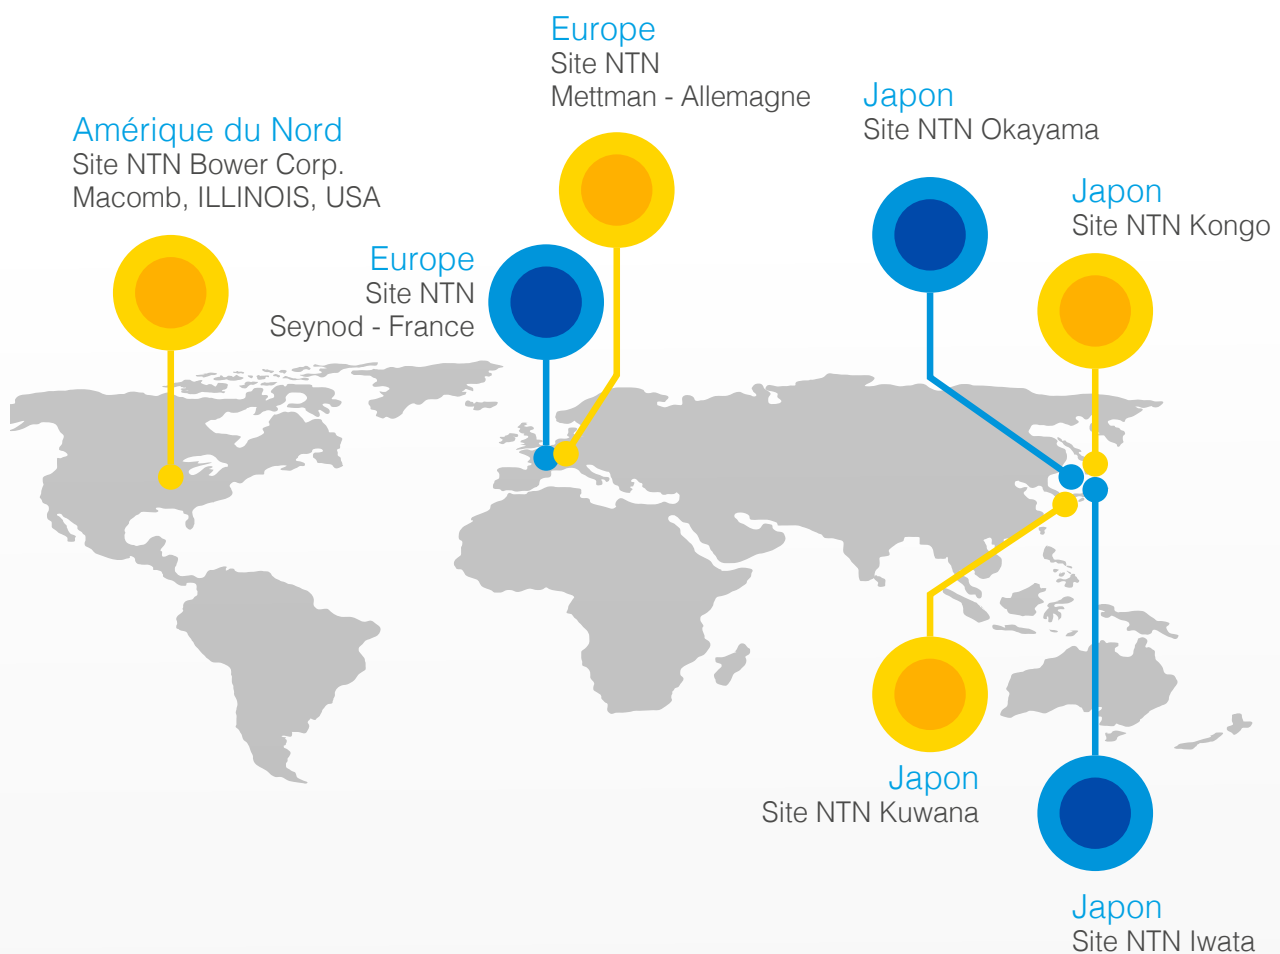 Europe
Site NTN
Mettman - Allemagne
Japon
Site NTN Okayama
Amérique du Nord
Site NTN Bower Corp.
Macomb, ILLINOIS, USA
Japon
Site NTN Kongo
Europe
Site NTN
Seynod - France
Japon
Site NTN Kuwana
Japon
Site NTN Iwata